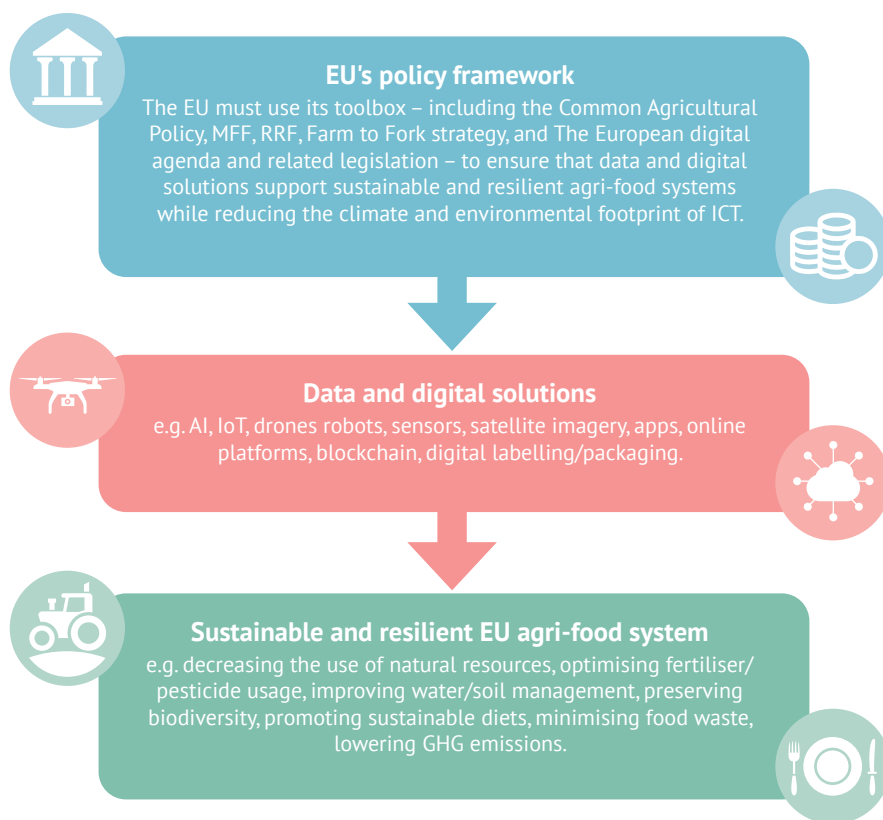 EU's policy framework
The EU must use its toolbox – including the Common Agricultural
Policy, MFF, RRF, Farm to Fork strategy, and The European digital
agenda and related legislation – to ensure that data and digital
solutions support sustainable and resilient agri-food systems
while reducing the climate and environmental footprint of ICT.
Data and digital solutions
e.g. AI, IoT, drones robots, sensors, satellite imagery, apps, online
platforms, blockchain, digital labelling/packaging.
Sustainable and resilient EU agri-food system
e.g. decreasing the use of natural resources, optimising fertiliser/
pesticide usage, improving water/soil management, preserving
biodiversity, promoting sustainable diets, minimising food waste,
lowering GHG emissions.